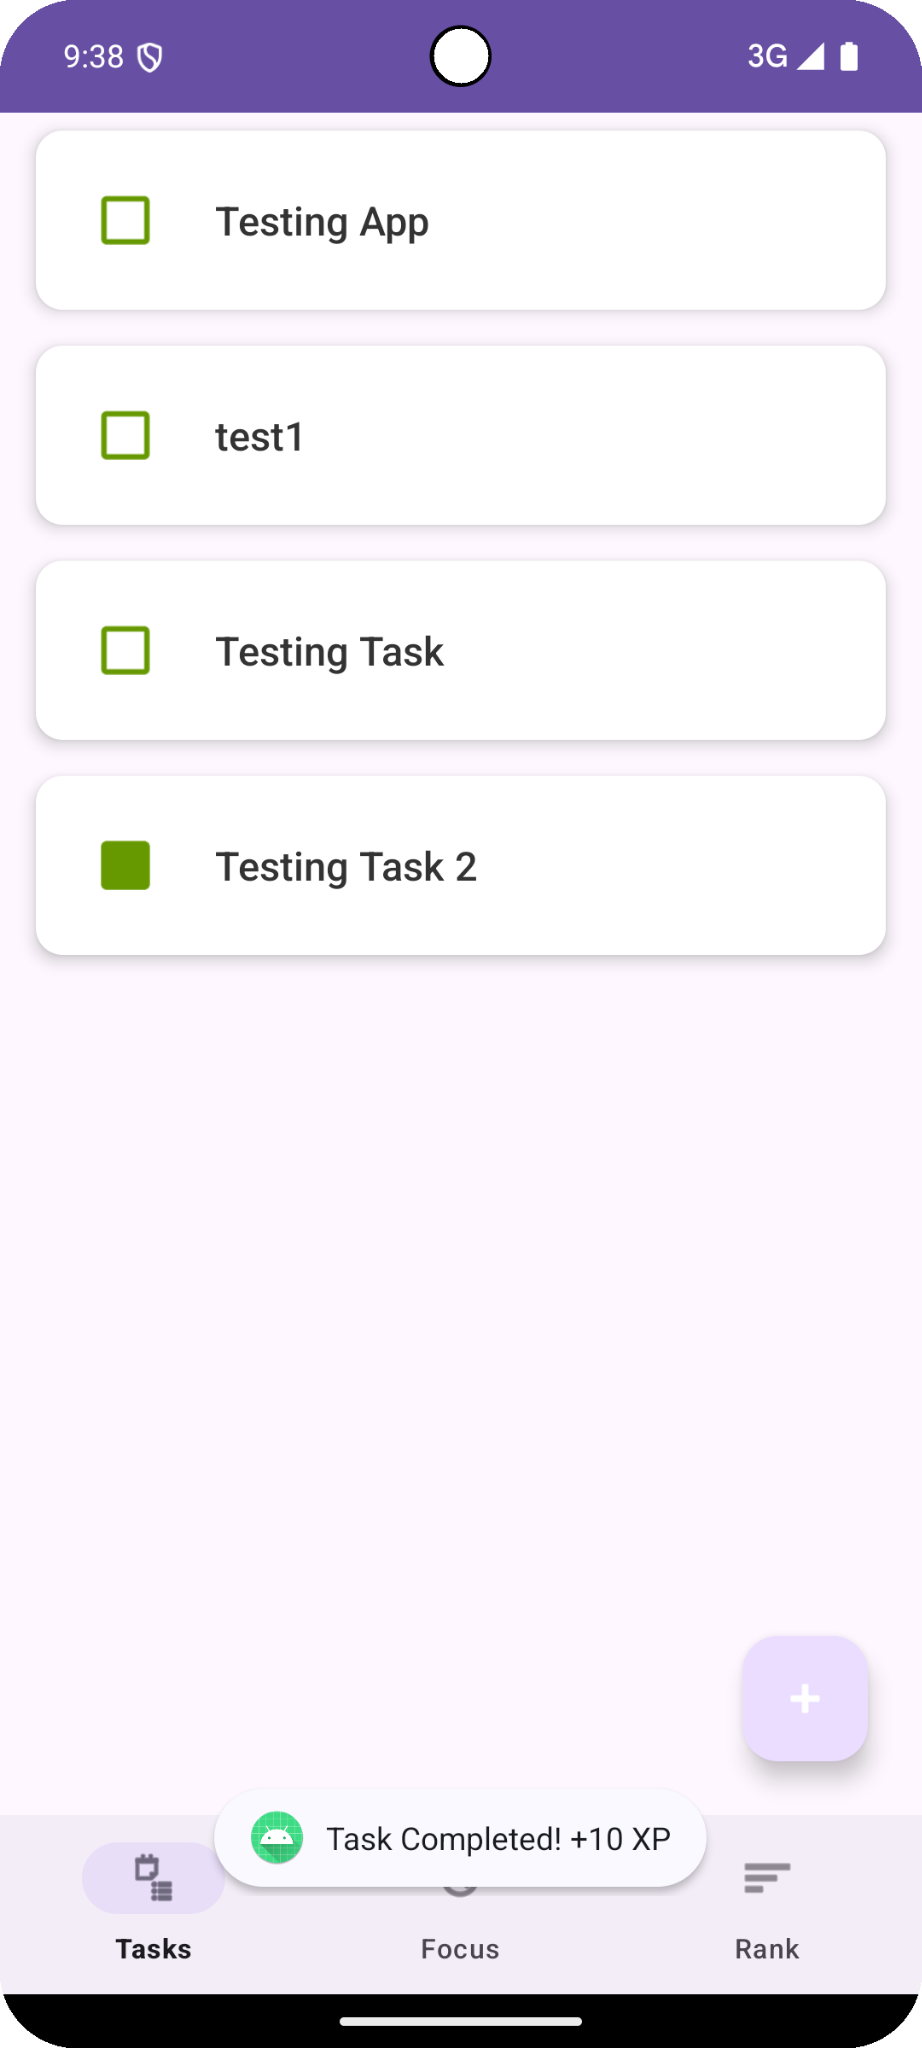 9:38
3G
Testing App
test1
Testing Task
Testing Task 2
Task Completed! +10 XP
Tasks
Focus
Rank